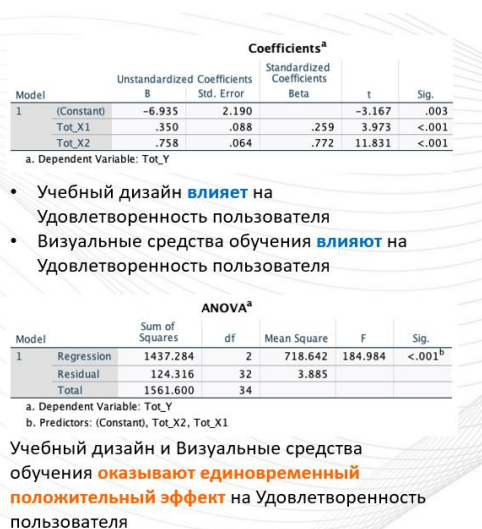 Coefficientsᵃ
Unstandardized Coefficients Standardized Coefficients
Model B Std. Error Beta t Sig.
1 (Constant) -6.935 2.190 -3.167 .003
Tot_X1 .350 .088 .259 3.973 <.001
Tot_X2 .758 .064 .772 11.831 <.001
a. Dependent Variable: Tot_Y
• Учебный дизайн влияет на
Удовлетворенность пользователя
• Визуальные средства обучения влияют на
Удовлетворенность пользователя
ANOVAᵃ
Model Sum of Squares df Mean Square F Sig.
1 Regression 1437.284 2 718.642 184.984 <.001ᵇ
Residual 124.316 32 3.885
Total 1561.600 34
a. Dependent Variable: Tot_Y
b. Predictors: (Constant), Tot_X2, Tot_X1
Учебный дизайн и Визуальные средства
обучения оказывают единовременный
положительный эффект на Удовлетворенность
пользователя